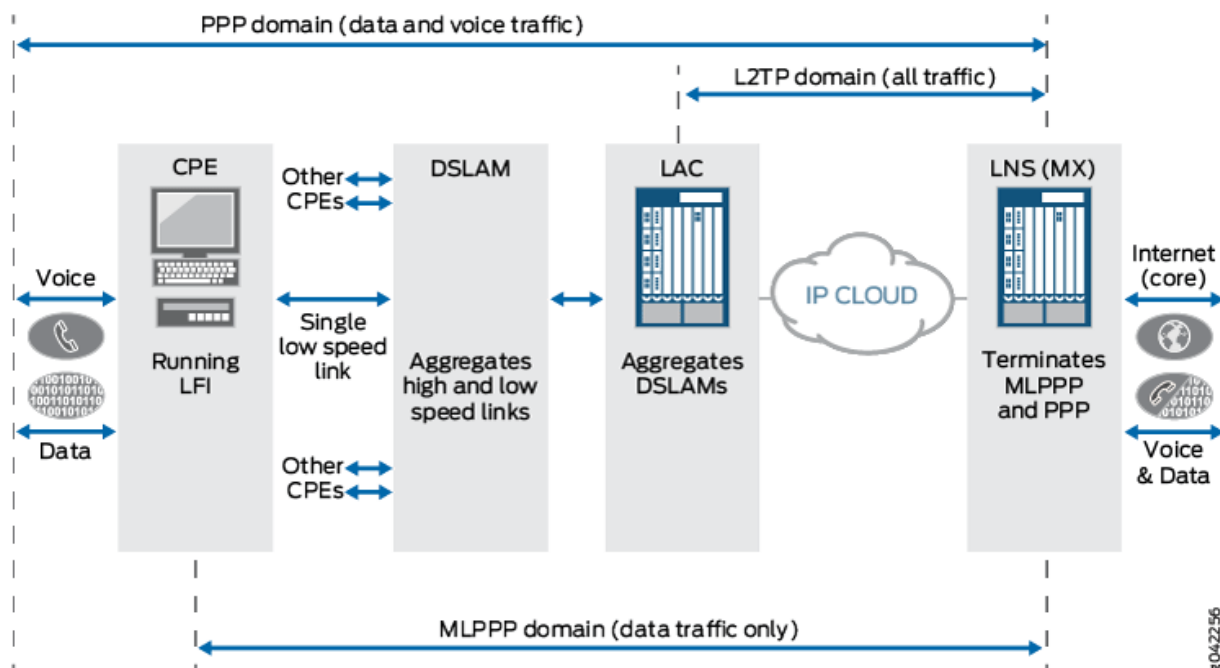 PPP domain (data and voice traffic)
L2TP domain (all traffic)
CPE
DSLAM
LAC
LNS (MX)
Other
CPEs
Voice
Single
low speed
link
IP CLOUD
Internet
(core)
Running
LFI
Aggregates
high and low
speed links
Aggregates
DSLAMs
Terminates
MLPPP
and PPP
Data
Other
CPEs
Voice
& Data
MLPPP domain (data traffic only)